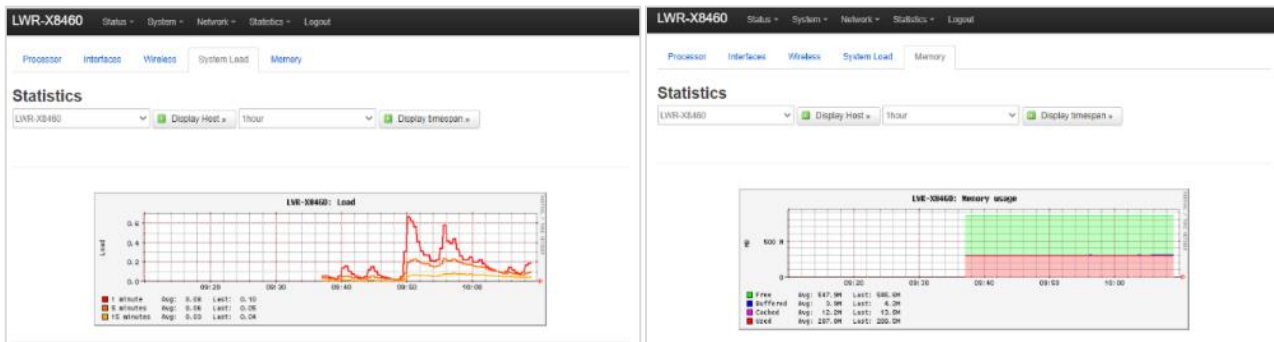 LWR-X8460 Status System Network Statistics Logout
Processor Interfaces Wireless System Load Memory
Statistics
LWR-X8460 Display Host » 1hour Display timespan »
LWR-X8460: Load
Load
0.6
0.4
0.2
0.0
09:20 09:30 09:40 09:50 10:00
1 minute Avg: 0.08 Last: 0.10
5 minutes Avg: 0.06 Last: 0.05
15 minutes Avg: 0.03 Last: 0.04
LWR-X8460 Status System Network Statistics Logout
Processor Interfaces Wireless System Load Memory
Statistics
LWR-X8460 Display Host » 1hour Display timespan »
LWR-X8460: Memory usage
500 M
0
09:20 09:30 09:40 09:50 10:00
Free Avg: 547.9M Last:
Buffered Avg: 3.9M Last: 4.2M
Cached Avg: 12.2M Last:
Used Avg: 287.0M Last: